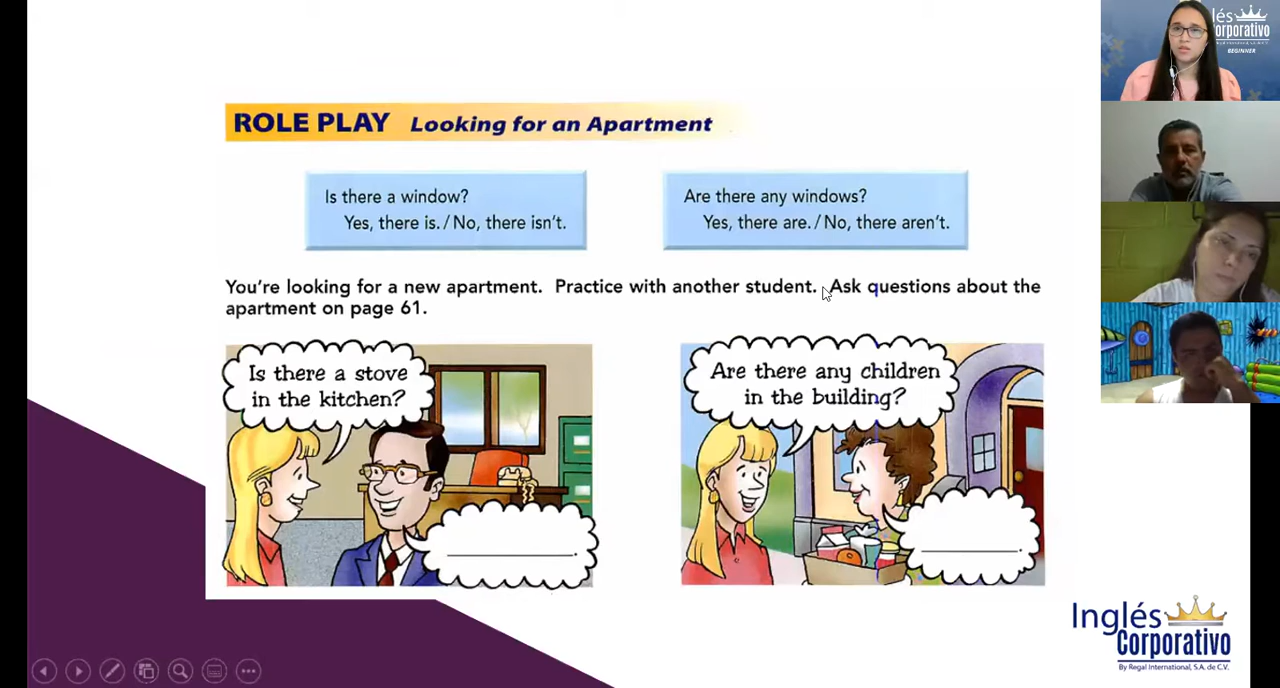 ROLE PLAY Looking for an Apartment
Is there a window?
Yes, there is./No, there isn't.
Are there any windows?
Yes, there are./No, there aren't.
You're looking for a new apartment. Practice with another student. Ask questions about the
apartment on page 61.
Is there a stove
in the kitchen?
Are there any children
in the building?
Inglés
Corporativo
By Regal International, S.A. de C.V.
lés
orporativo
BEGINNER